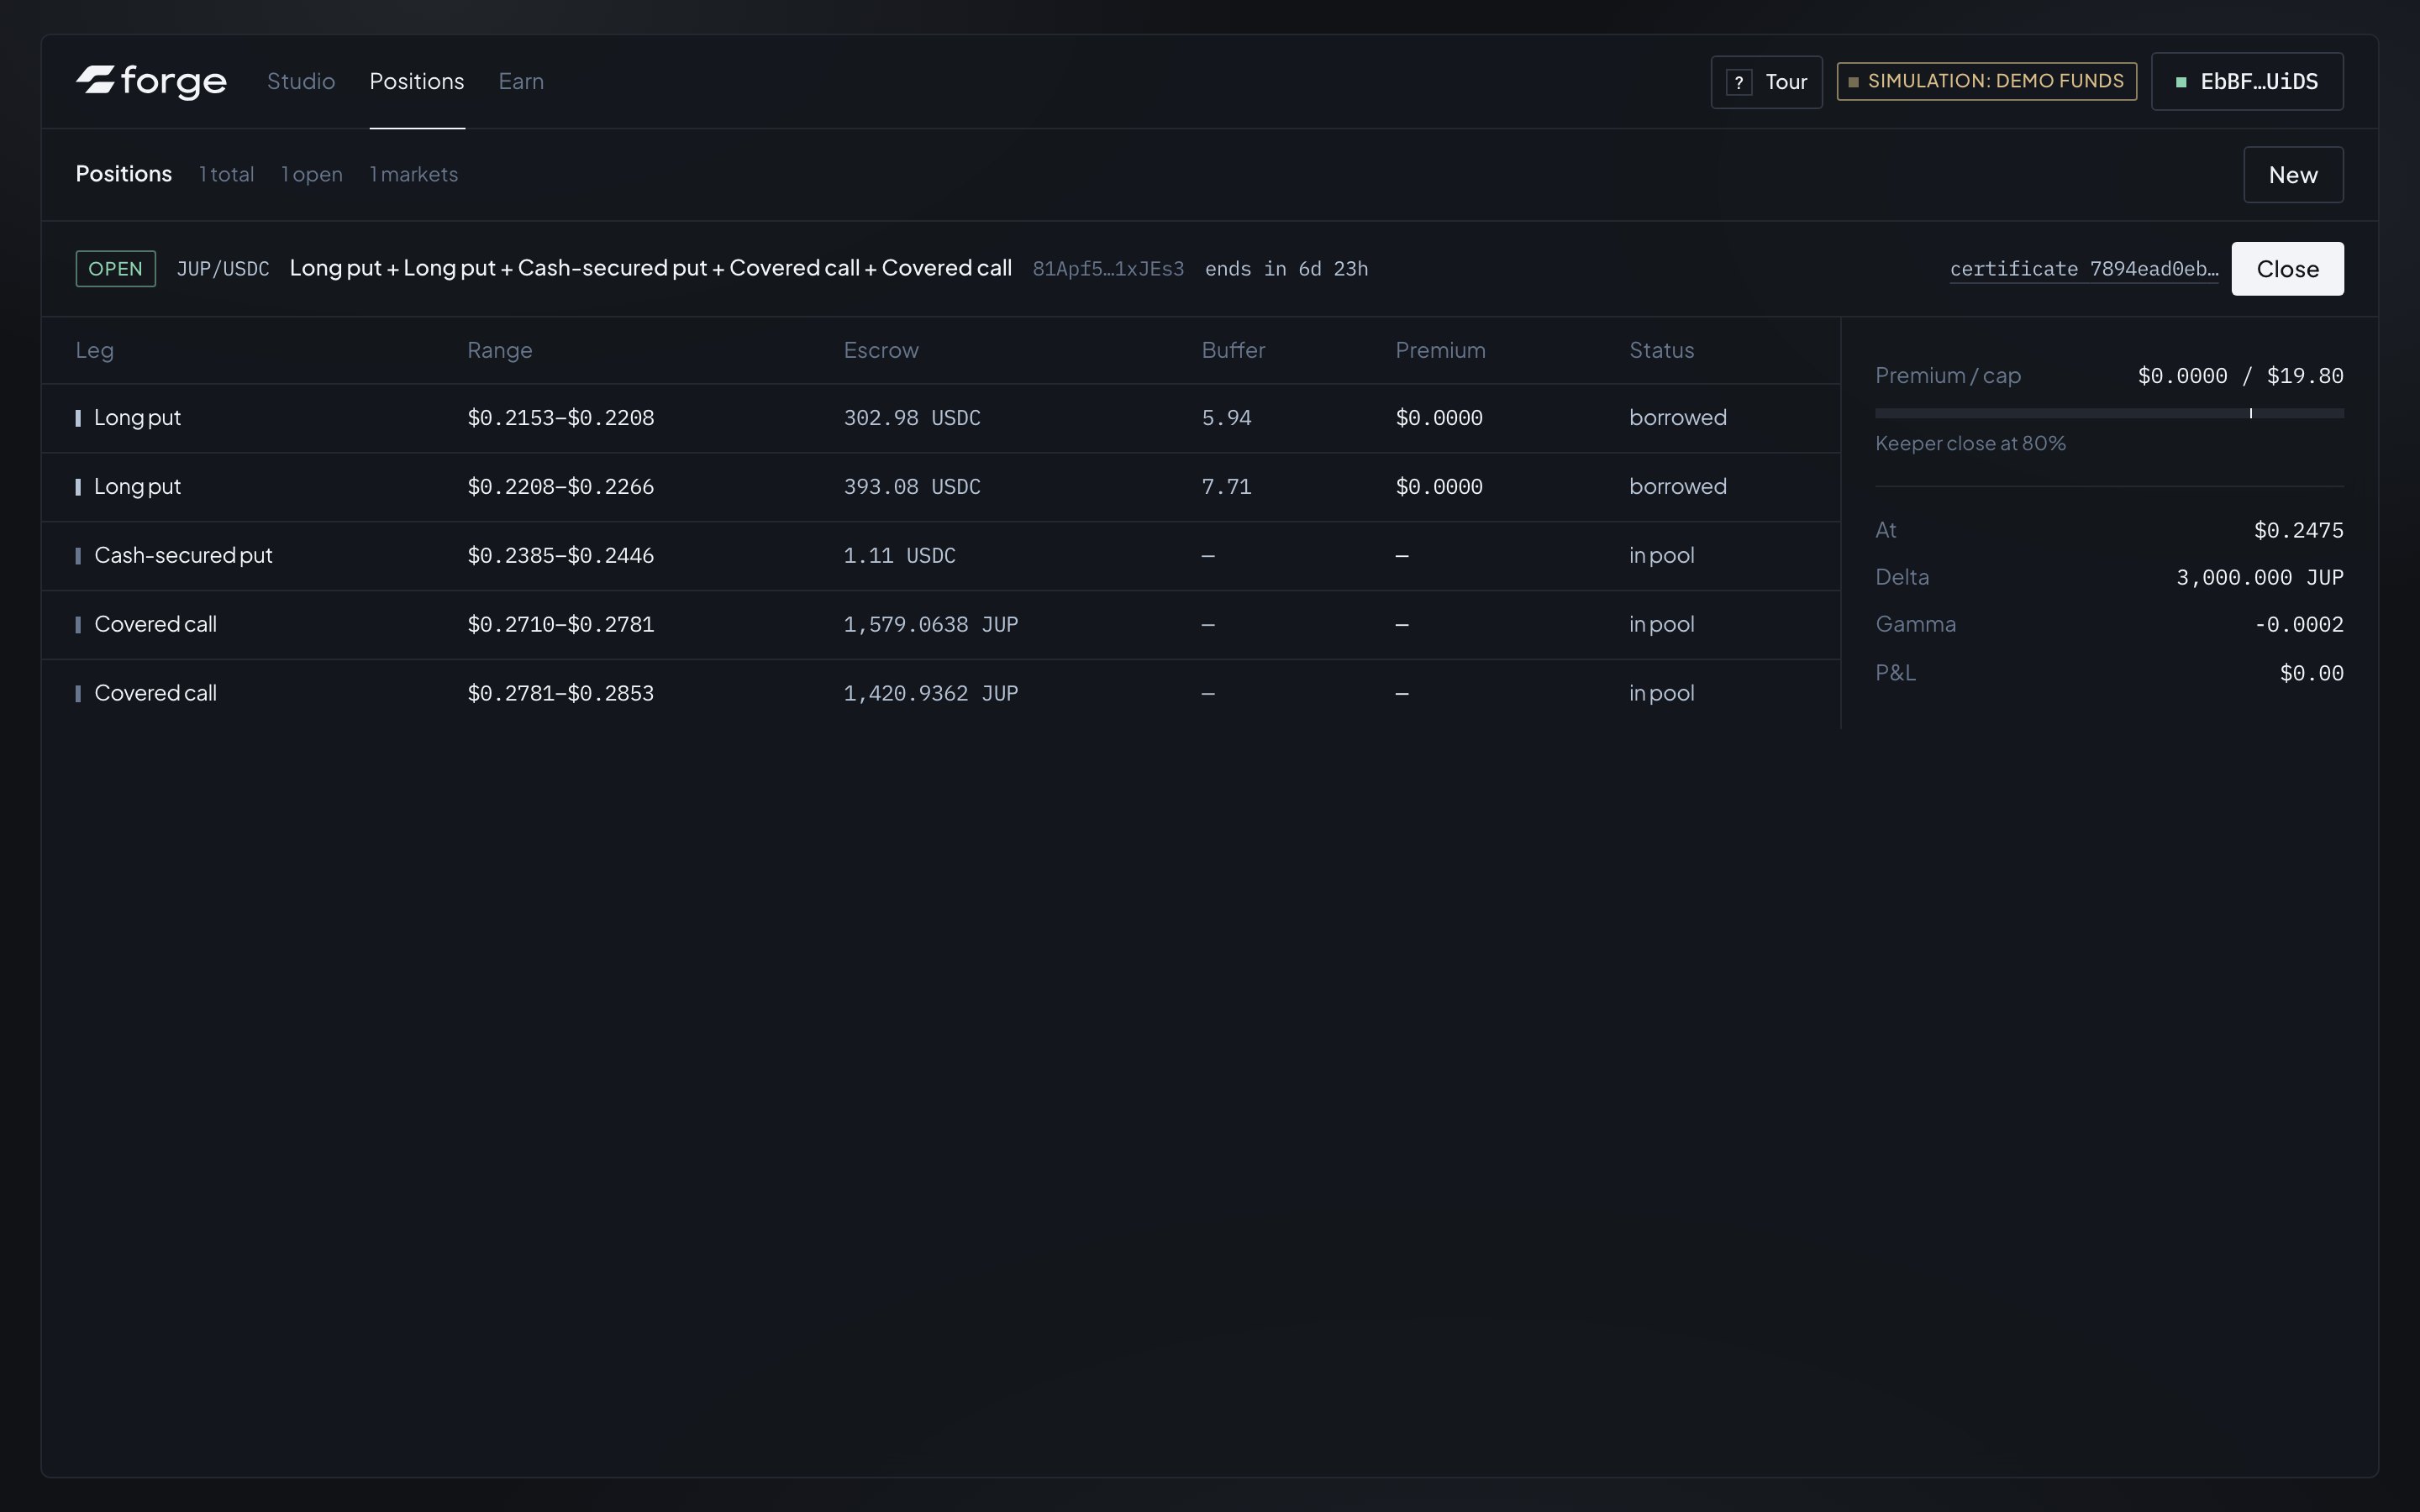 forge Studio Positions Earn ? Tour SIMULATION: DEMO FUNDS EbBF…UiDS
Positions 1 total 1 open 1 markets New
OPEN JUP/USDC Long put + Long put + Cash-secured put + Covered call + Covered call 81Apf5…1xJEs3 ends in 6d 23h certificate 7894ead0eb… Close
Leg Range Escrow Buffer Premium Status
Long put $0.2153–$0.2208 302.98 USDC 5.94 $0.0000 borrowed
Long put $0.2208–$0.2266 393.08 USDC 7.71 $0.0000 borrowed
Cash-secured put $0.2385–$0.2446 1.11 USDC — — in pool
Covered call $0.2710–$0.2781 1,579.0638 JUP — — in pool
Covered call $0.2781–$0.2853 1,420.9362 JUP — — in pool
Premium / cap $0.0000 / $19.80
Keeper close at 80%
At $0.2475
Delta 3,000.000 JUP
Gamma -0.0002
P&L $0.00